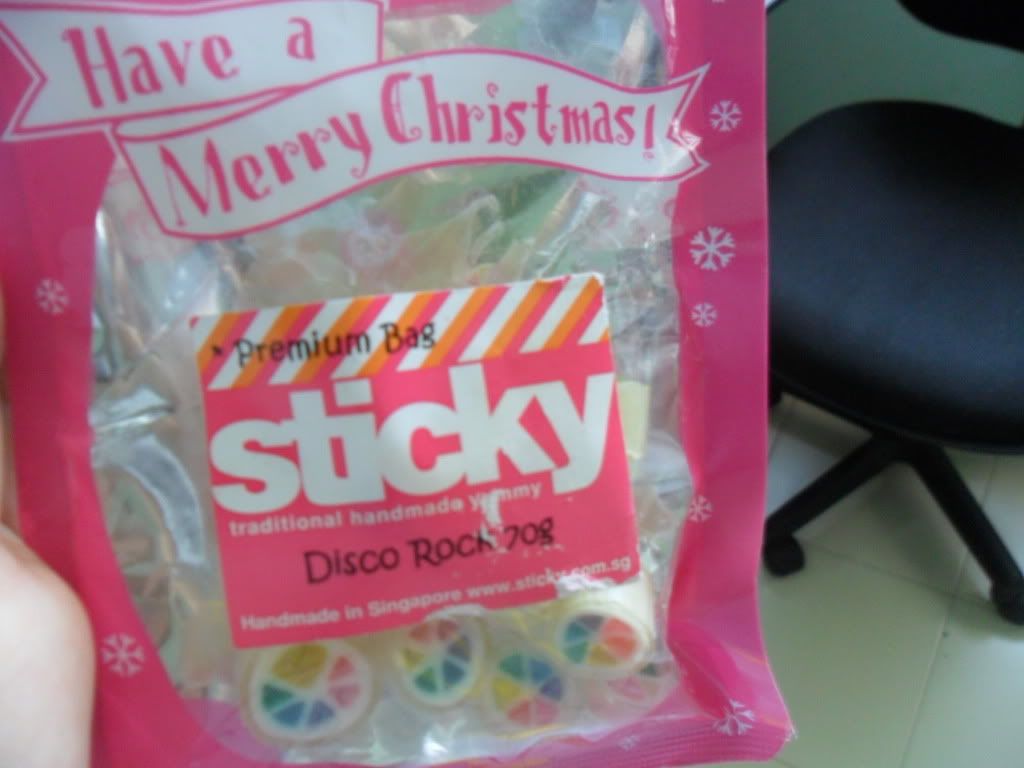 Have a
Merry Christmas!
Premium Bag
sticky
traditional handmade yummy
Disco Rock 70g
Handmade in Singapore www.sticky.com.sg